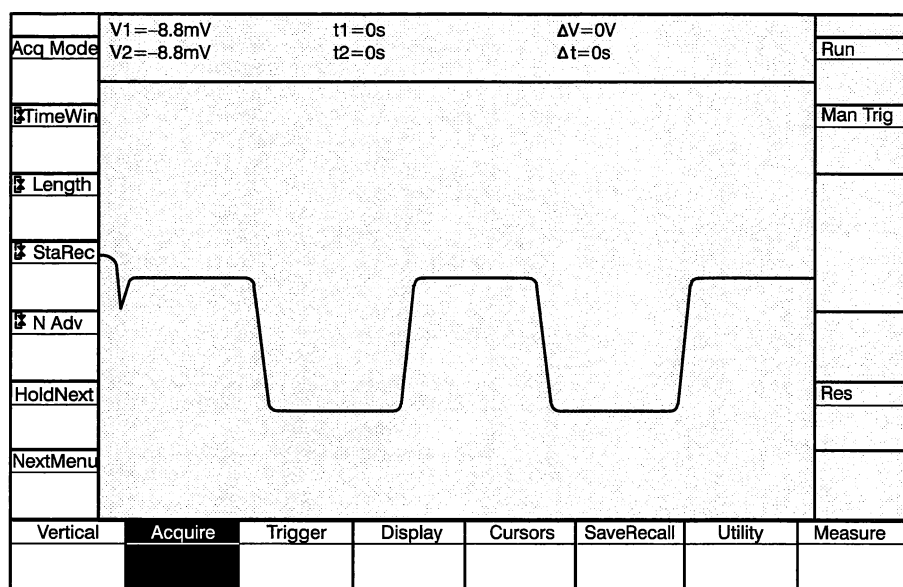 V1=–8.8mV t1=0s ΔV=0V
V2=–8.8mV t2=0s Δt=0s
Acq Mode
TimeWin
Length
StaRec
N Adv
HoldNext
NextMenu
Run
Man Trig
Res
Vertical Acquire Trigger Display Cursors SaveRecall Utility Measure